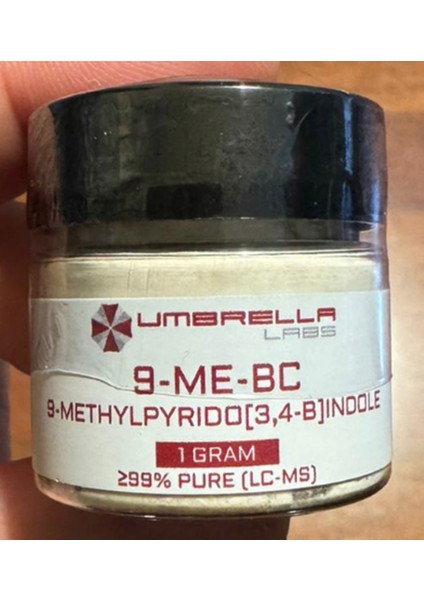 UMBRELLA
LABS
9-ME-BC
9-METHYLPYRIDO[3,4-B]INDOLE
1 GRAM
≥99% PURE (LC-MS)